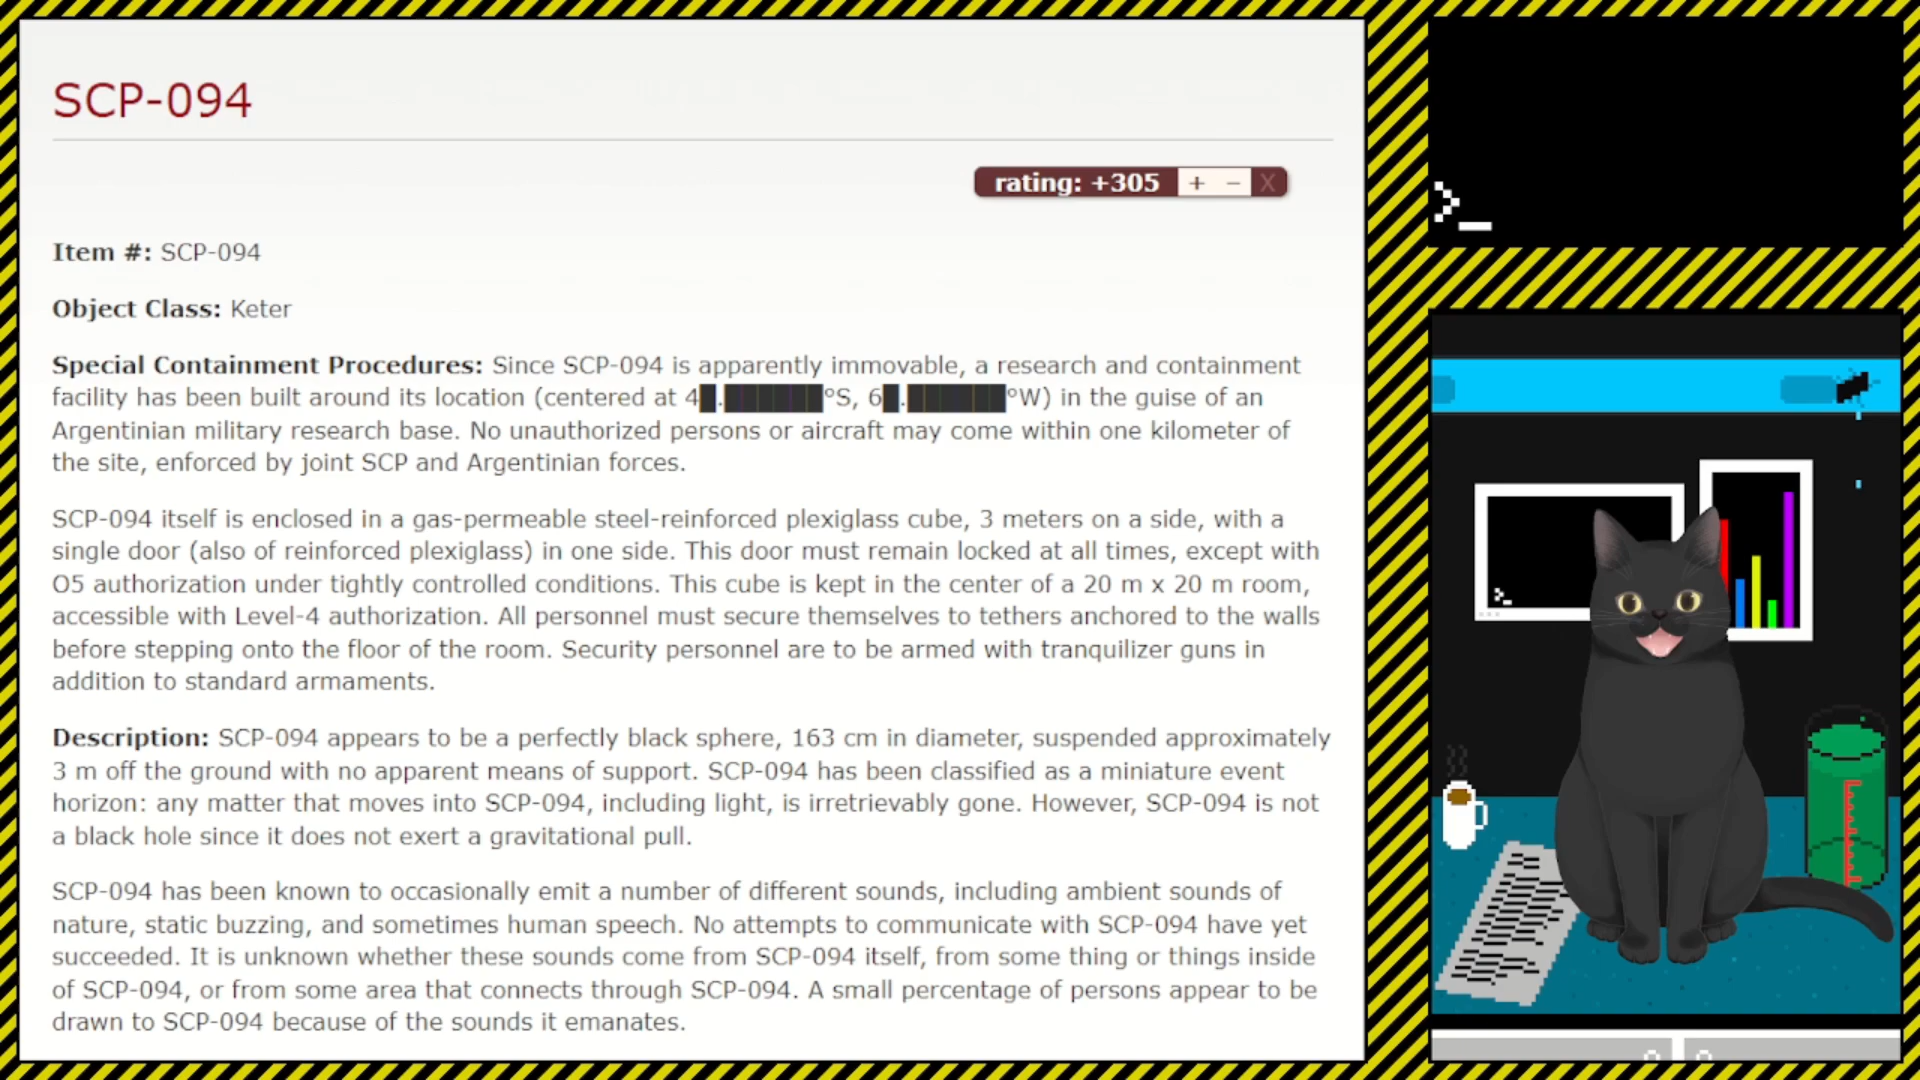 SCP-094
rating: +305 + − X
Item #: SCP-094
Object Class: Keter
Special Containment Procedures: Since SCP-094 is apparently immovable, a research and containment
facility has been built around its location (centered at 4█.██████°S, 6█.██████°W) in the guise of an
Argentinian military research base. No unauthorized persons or aircraft may come within one kilometer of
the site, enforced by joint SCP and Argentinian forces.
SCP-094 itself is enclosed in a gas-permeable steel-reinforced plexiglass cube, 3 meters on a side, with a
single door (also of reinforced plexiglass) in one side. This door must remain locked at all times, except with
O5 authorization under tightly controlled conditions. This cube is kept in the center of a 20 m x 20 m room,
accessible with Level-4 authorization. All personnel must secure themselves to tethers anchored to the walls
before stepping onto the floor of the room. Security personnel are to be armed with tranquilizer guns in
addition to standard armaments.
Description: SCP-094 appears to be a perfectly black sphere, 163 cm in diameter, suspended approximately
3 m off the ground with no apparent means of support. SCP-094 has been classified as a miniature event
horizon: any matter that moves into SCP-094, including light, is irretrievably gone. However, SCP-094 is not
a black hole since it does not exert a gravitational pull.
SCP-094 has been known to occasionally emit a number of different sounds, including ambient sounds of
nature, static buzzing, and sometimes human speech. No attempts to communicate with SCP-094 have yet
succeeded. It is unknown whether these sounds come from SCP-094 itself, from some thing or things inside
of SCP-094, or from some area that connects through SCP-094. A small percentage of persons appear to be
drawn to SCP-094 because of the sounds it emanates.
>_
>_